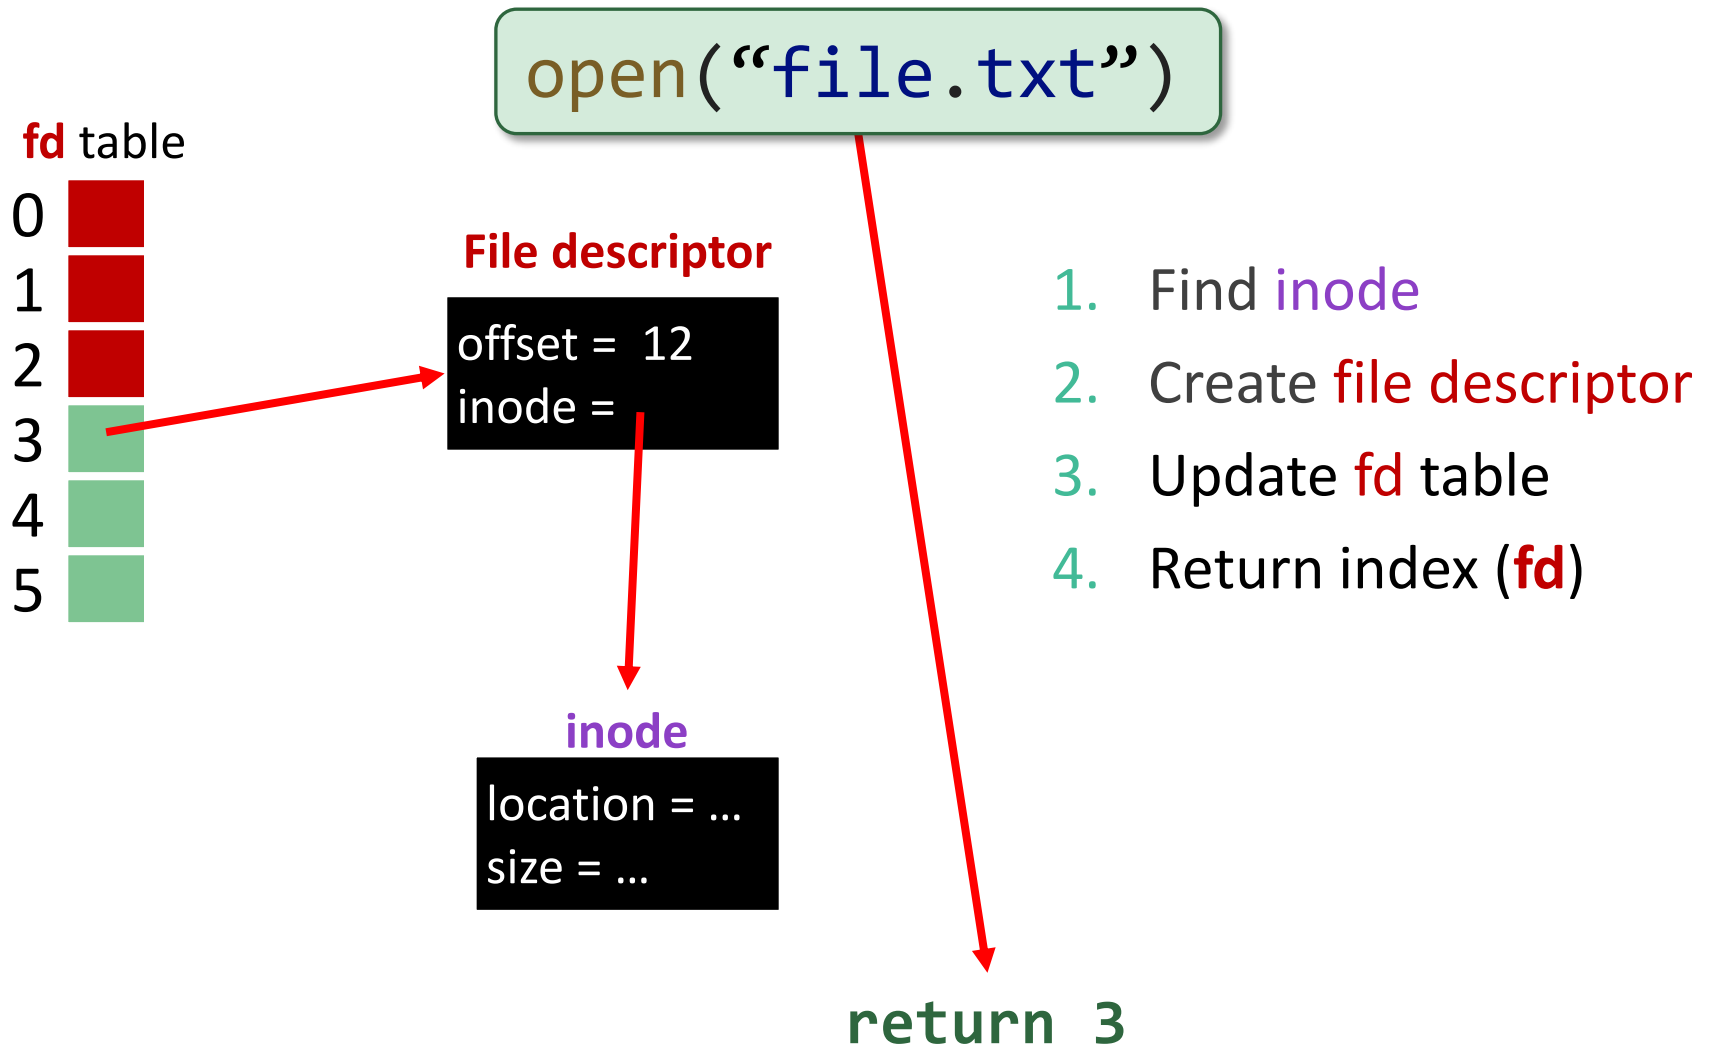 open(“file.txt”)
fd table
0
1
2
3
4
5
File descriptor
offset = 12
inode =
inode
location = ...
size = ...
1. Find inode
2. Create file descriptor
3. Update fd table
4. Return index (fd)
return 3